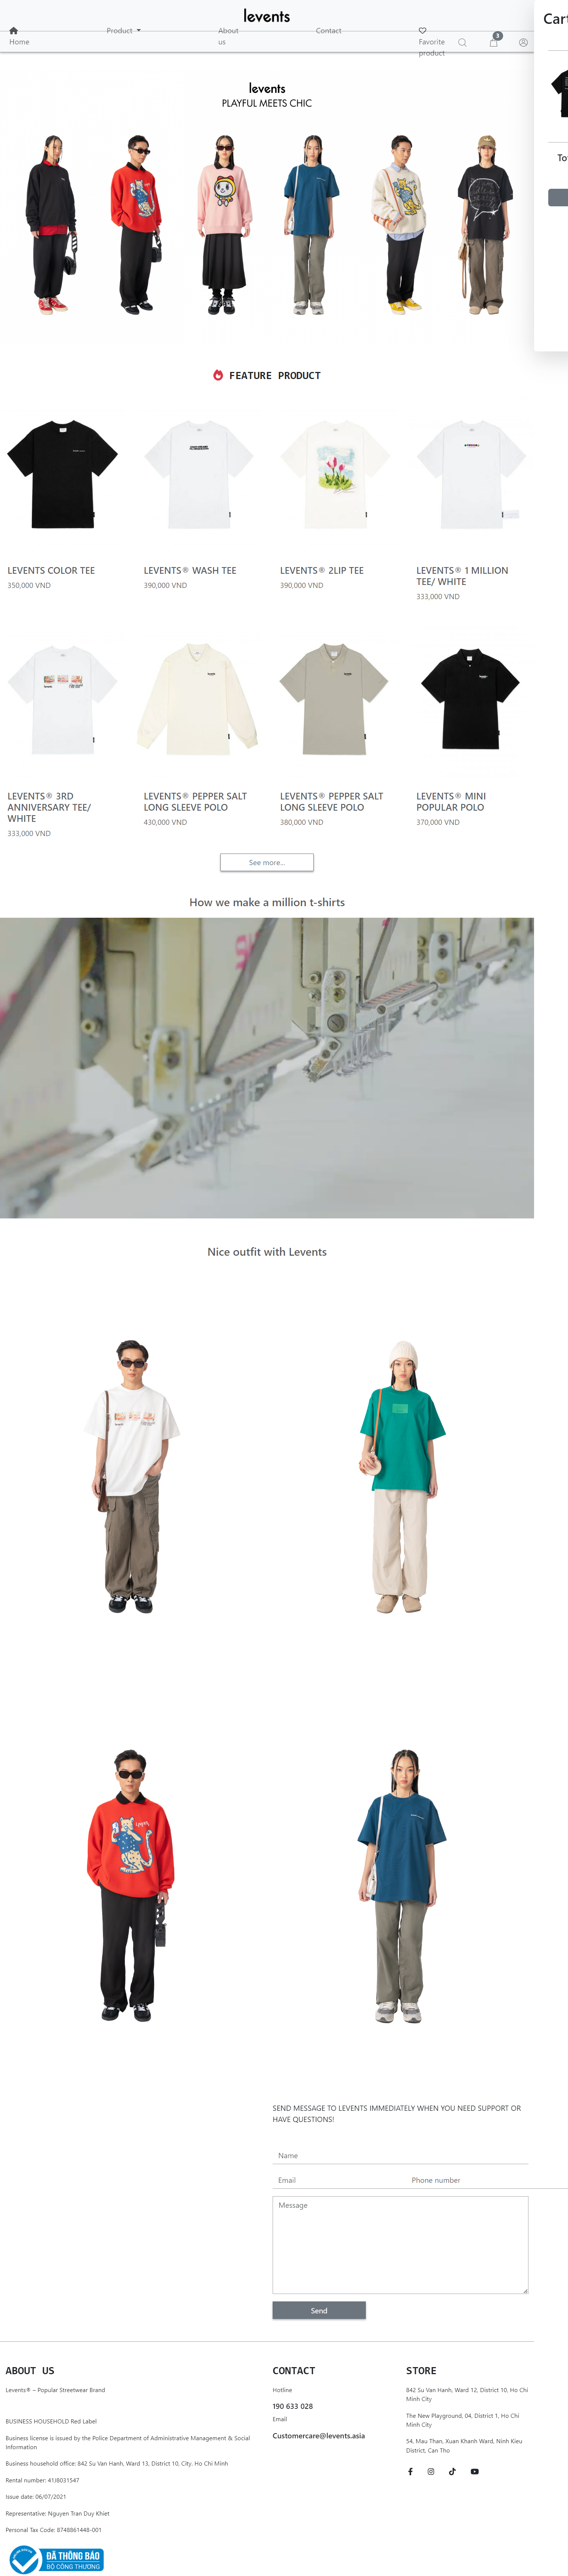 levents
Cart
Home
Product
About us
Contact
Favorite product
3
levents
PLAYFUL MEETS CHIC
FEATURE PRODUCT
LEVENTS COLOR TEE
350,000 VND
LEVENTS® WASH TEE
390,000 VND
LEVENTS® 2LIP TEE
390,000 VND
LEVENTS® 1 MILLION
TEE/ WHITE
333,000 VND
LEVENTS® 3RD
ANNIVERSARY TEE/
WHITE
333,000 VND
LEVENTS® PEPPER SALT
LONG SLEEVE POLO
430,000 VND
LEVENTS® PEPPER SALT
LONG SLEEVE POLO
380,000 VND
LEVENTS® MINI
POPULAR POLO
370,000 VND
See more...
How we make a million t-shirts
Nice outfit with Levents
SEND MESSAGE TO LEVENTS IMMEDIATELY WHEN YOU NEED SUPPORT OR
HAVE QUESTIONS!
Name
Email
Phone number
Message
Send
ABOUT US
Levents® – Popular Streetwear Brand
BUSINESS HOUSEHOLD Red Label
Business license is issued by the Police Department of Administrative Management & Social
Information
Business household office: 842 Su Van Hanh, Ward 13, District 10, City. Ho Chi Minh
Rental number: 41J8031547
Issue date: 06/07/2021
Representative: Nguyen Tran Duy Khiet
Personal Tax Code: 8748861448-001
ĐÃ THÔNG BÁO
BỘ CÔNG THƯƠNG
CONTACT
Hotline
190 633 028
Email
Customercare@levents.asia
STORE
842 Su Van Hanh, Ward 12, District 10, Ho Chi
Minh City
The New Playground, 04, District 1, Ho Chi
Minh City
54, Mau Than, Xuan Khanh Ward, Ninh Kieu
District, Can Tho